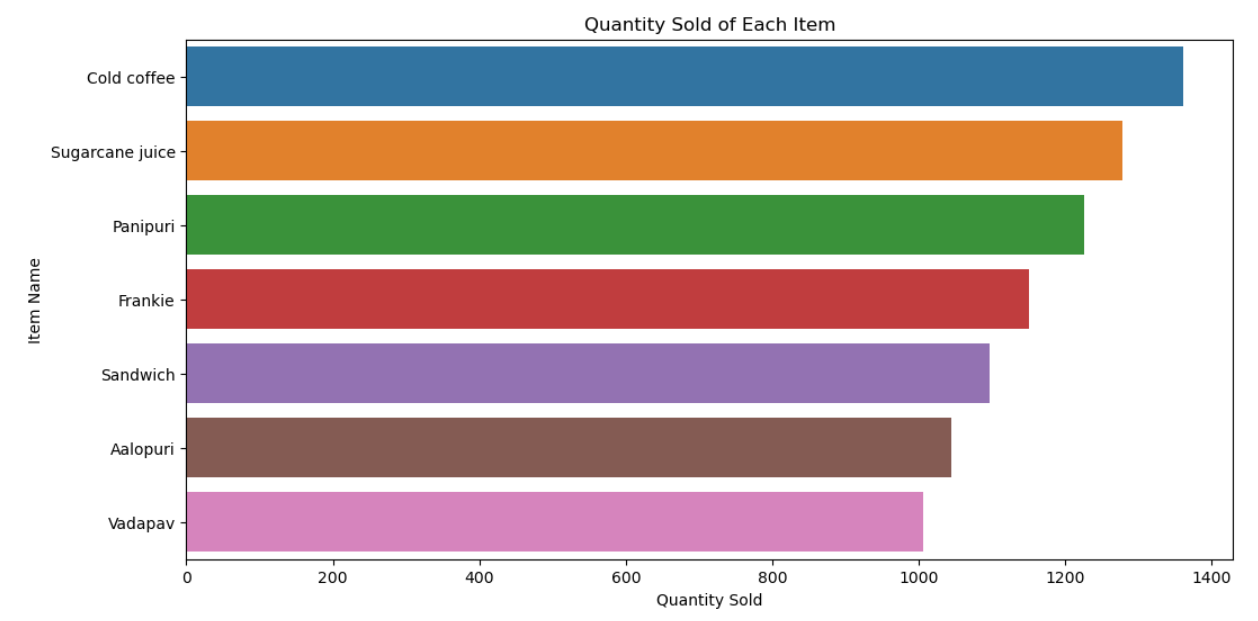 Quantity Sold of Each Item
Cold coffee
Sugarcane juice
Panipuri
Frankie
Sandwich
Aalopuri
Vadapav
Item Name
0 200 400 600 800 1000 1200 1400
Quantity Sold